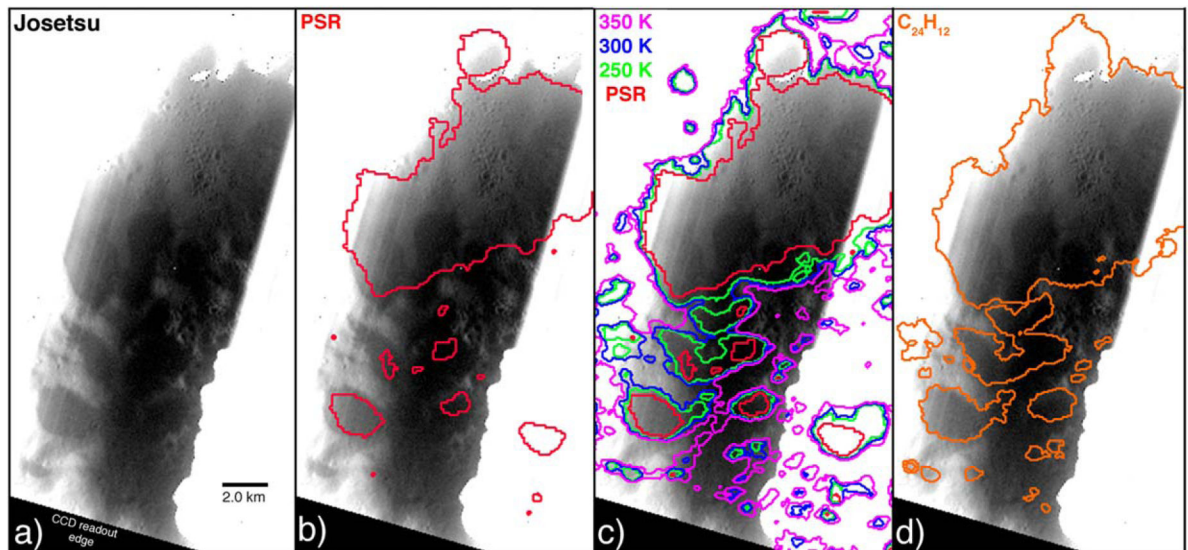 Josetsu
2.0 km
CCD readout
edge
a)
PSR
b)
350 K
300 K
250 K
PSR
c)
C₂₄H₁₂
d)